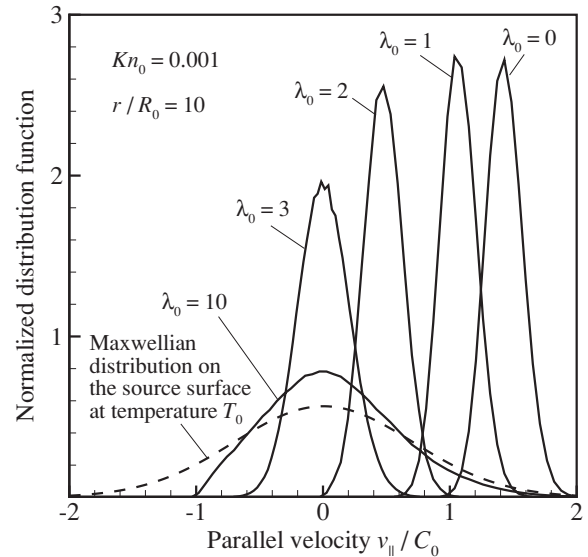 3
λ₀ = 1
λ₀ = 0
Kn₀ = 0.001
λ₀ = 2
r / R₀ = 10
2
λ₀ = 3
λ₀ = 10
1
Maxwellian
distribution on
the source surface
at temperature T₀
-2 -1 0 1 2
Parallel velocity v∥ / C₀
Normalized distribution function